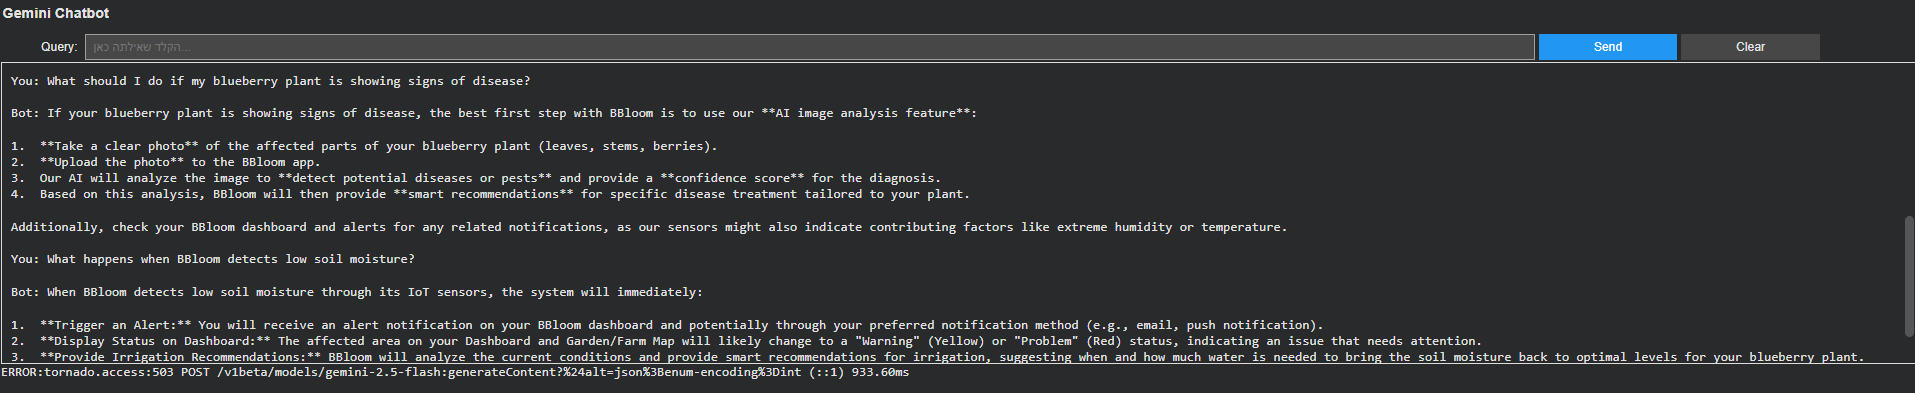 Gemini Chatbot
Query:
הקלד שאילתה כאן...
Send
Clear
You: What should I do if my blueberry plant is showing signs of disease?
Bot: If your blueberry plant is showing signs of disease, the best first step with BBloom is to use our **AI image analysis feature**:
1. **Take a clear photo** of the affected parts of your blueberry plant (leaves, stems, berries).
2. **Upload the photo** to the BBloom app.
3. Our AI will analyze the image to **detect potential diseases or pests** and provide a **confidence score** for the diagnosis.
4. Based on this analysis, BBloom will then provide **smart recommendations** for specific disease treatment tailored to your plant.
Additionally, check your BBloom dashboard and alerts for any related notifications, as our sensors might also indicate contributing factors like extreme humidity or temperature.
You: What happens when BBloom detects low soil moisture?
Bot: When BBloom detects low soil moisture through its IoT sensors, the system will immediately:
1. **Trigger an Alert:** You will receive an alert notification on your BBloom dashboard and potentially through your preferred notification method (e.g., email, push notification).
2. **Display Status on Dashboard:** The affected area on your Dashboard and Garden/Farm Map will likely change to a "Warning" (Yellow) or "Problem" (Red) status, indicating an issue that needs attention.
3. **Provide Irrigation Recommendations:** BBloom will analyze the current conditions and provide smart recommendations for irrigation, suggesting when and how much water is needed to bring the soil moisture back to optimal levels for your blueberry plant.
ERROR:tornado.access:503 POST /v1beta/models/gemini-2.5-flash:generateContent?%24alt=json%3Benum-encoding%3Dint (::1) 933.60ms